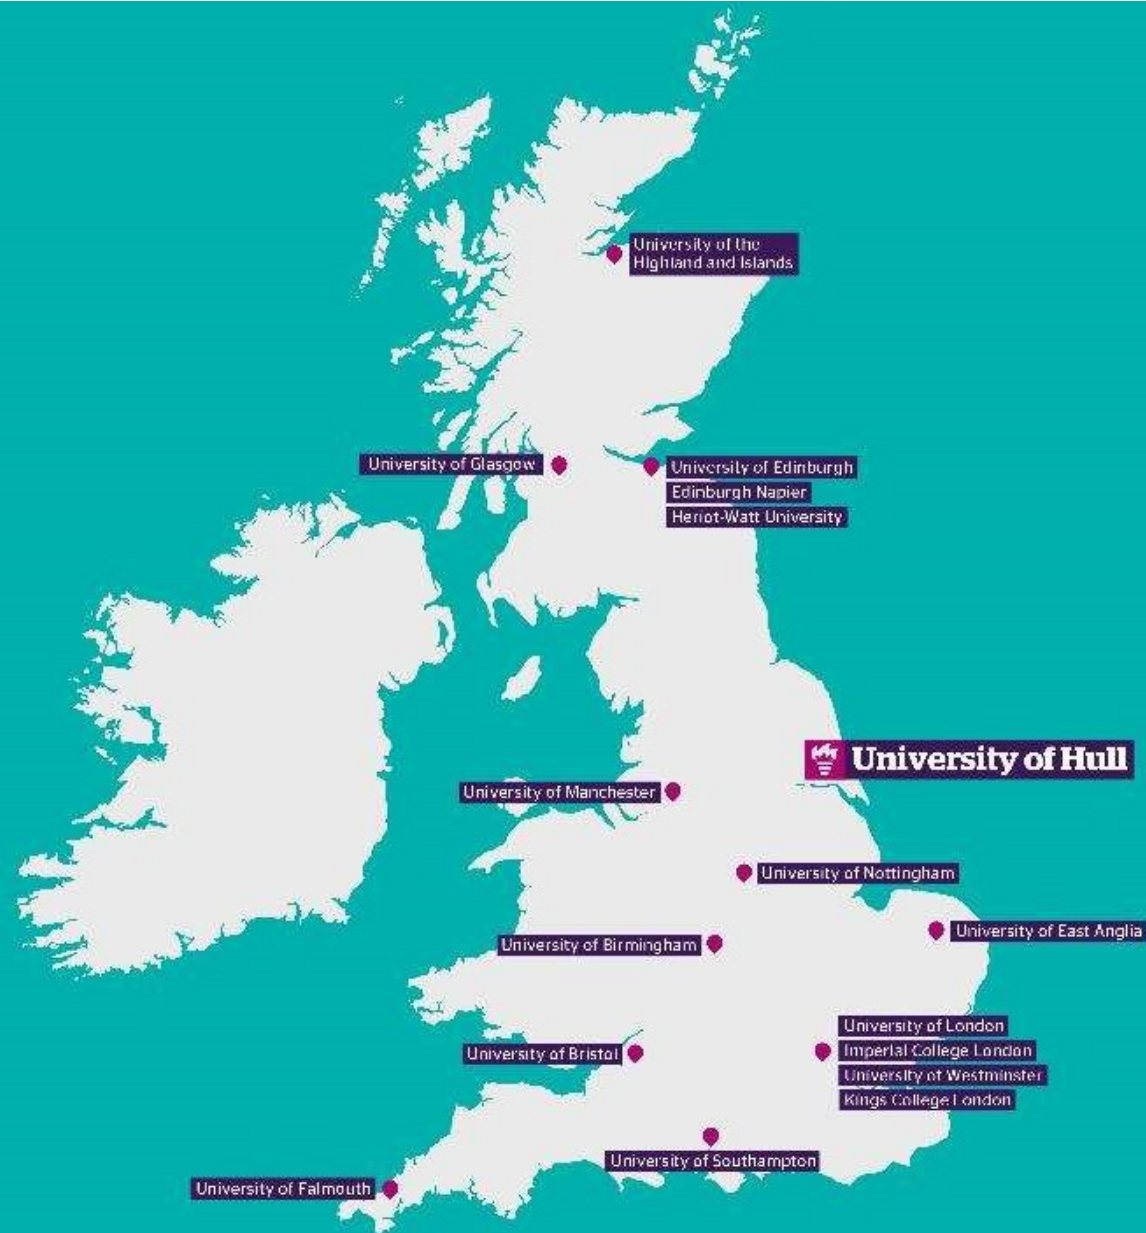 University of the
Highland and Islands
University of Glasgow
University of Edinburgh
Edinburgh Napier
Heriot-Watt University
University of Hull
University of Manchester
University of Nottingham
University of East Anglia
University of Birmingham
University of London
Imperial College London
University of Westminster
Kings College London
University of Bristol
University of Southampton
University of Falmouth